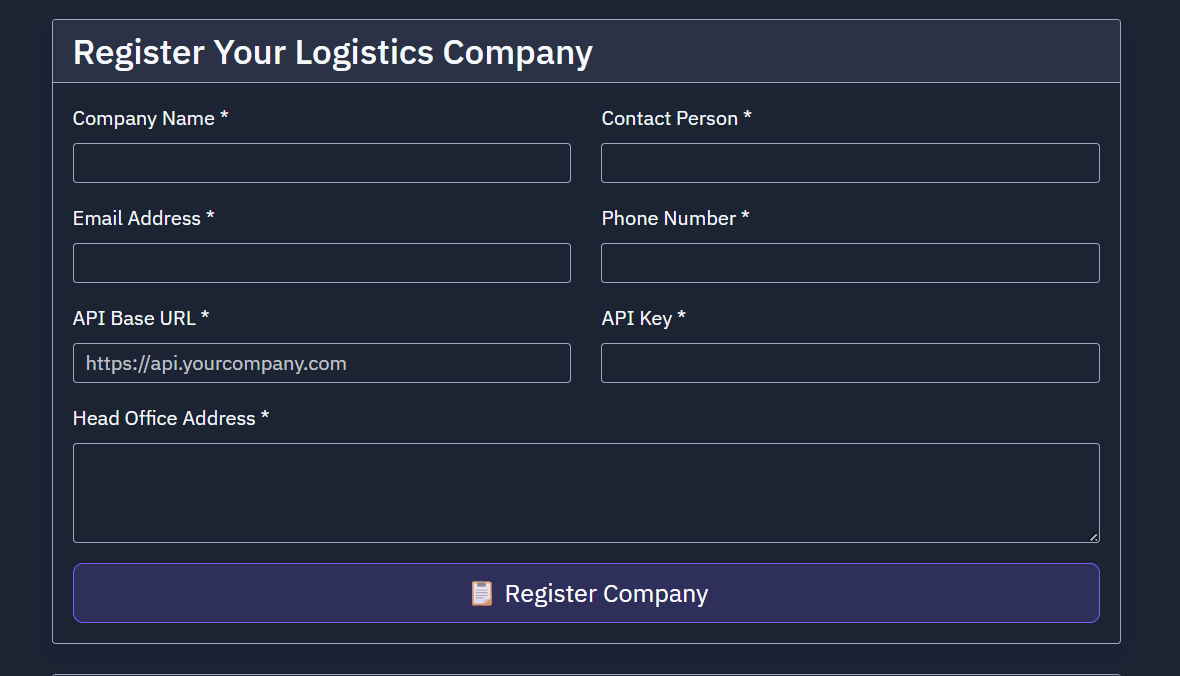 Register Your Logistics Company
Company Name *
Contact Person *
Email Address *
Phone Number *
API Base URL *
API Key *
https://api.yourcompany.com
Head Office Address *
Register Company